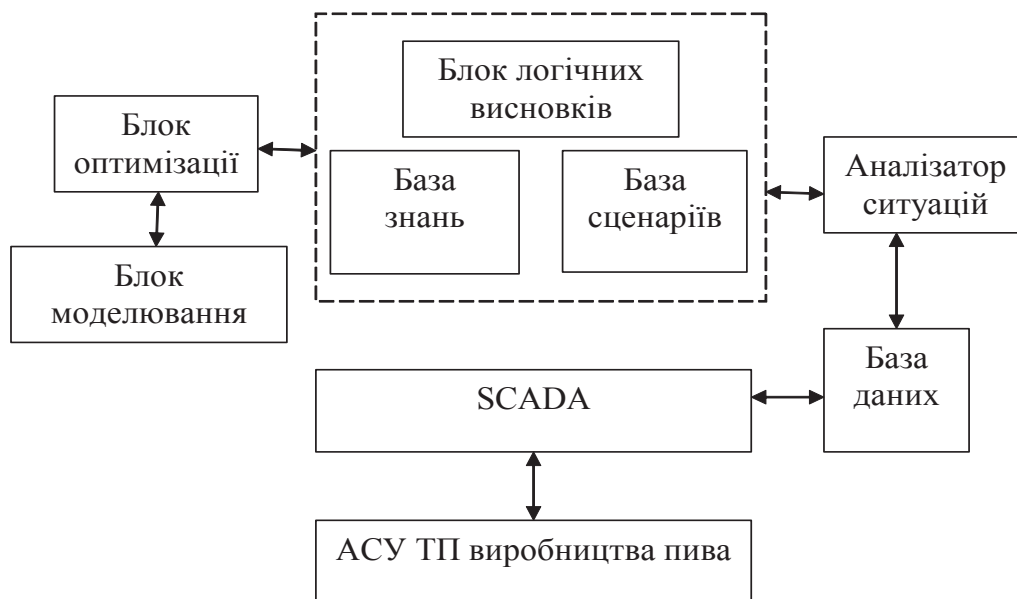 Блок логічних
висновків
Блок
оптимізації
База
знань
База
сценаріїв
Аналізатор
ситуацій
Блок
моделювання
База
даних
SCADA
АСУ ТП виробництва пива